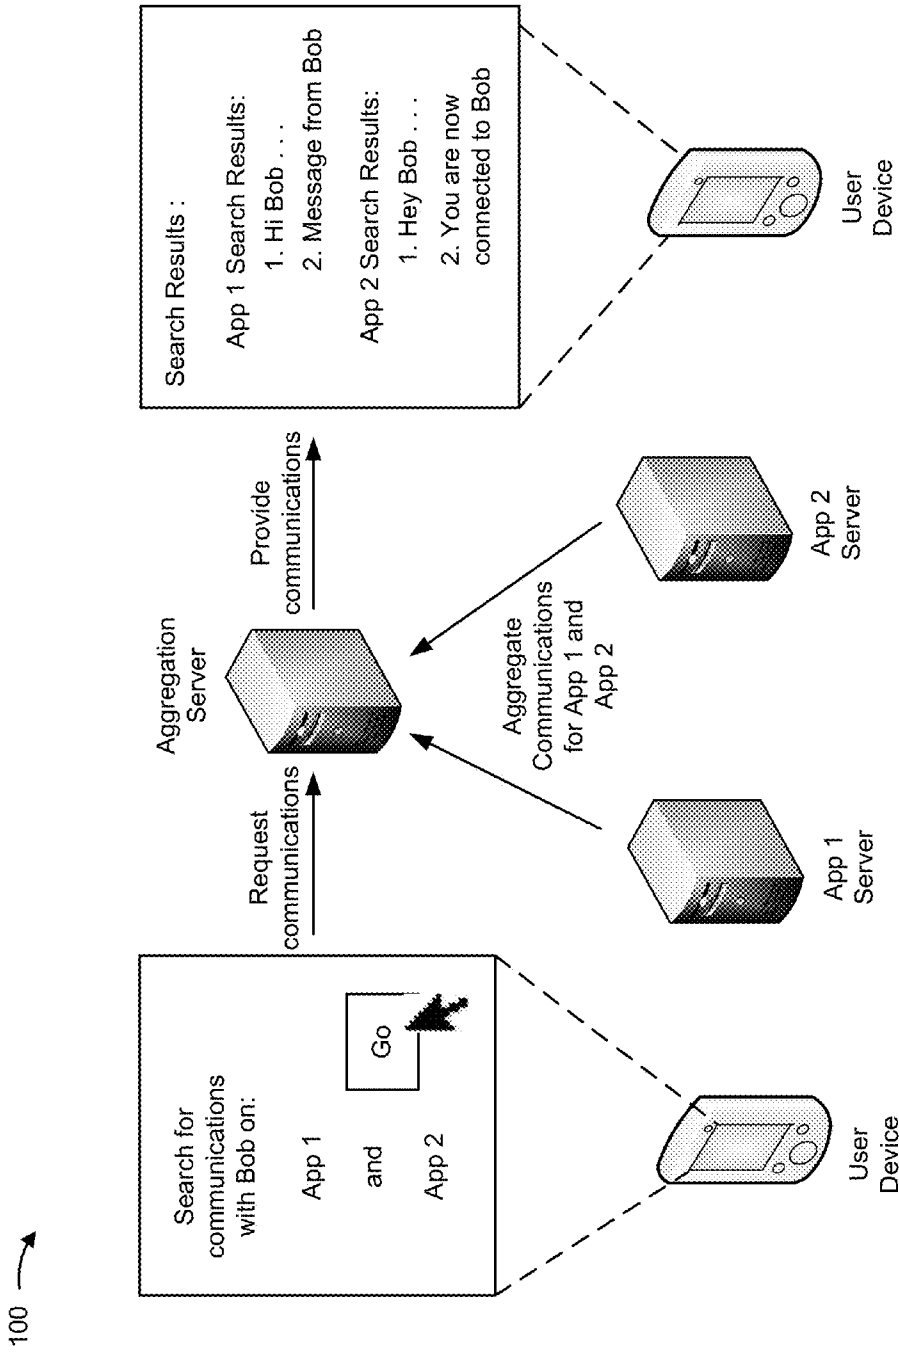 100
Search for
communications
with Bob on:
App 1
and
App 2
Go
User
Device
Request
communications
Aggregation
Server
App 1
Server
Aggregate
Communications
for App 1 and
App 2
App 2
Server
Provide
communications
Search Results :
App 1 Search Results:
1. Hi Bob . . .
2. Message from Bob
App 2 Search Results:
1. Hey Bob . . .
2. You are now
connected to Bob
User
Device